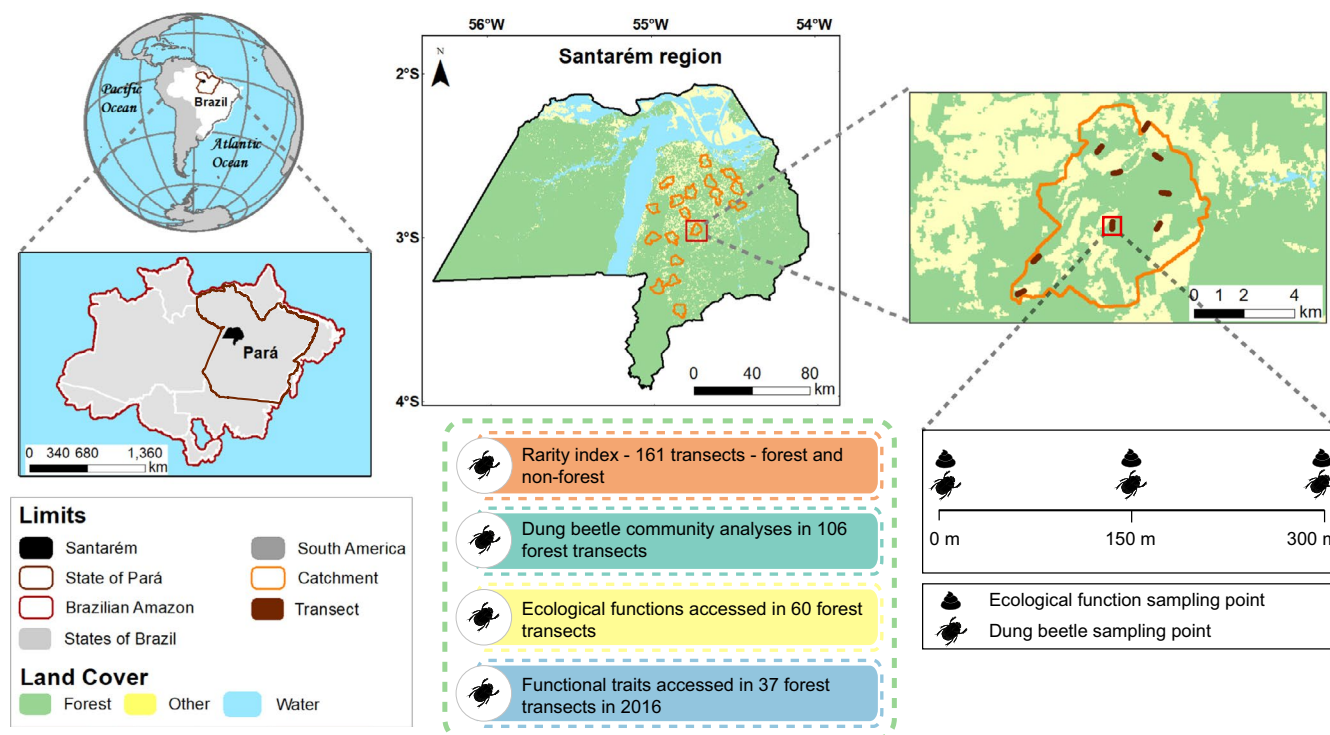 Pacific
Ocean
Brazil
Atlantic
Ocean
56°W 55°W 54°W
Santarém region
N
2°S
3°S
4°S
0 40 80
km
0 1 2 4
km
Pará
0 340 680 1,360
km
Limits
Santarém
South America
State of Pará
Catchment
Brazilian Amazon
Transect
States of Brazil
Land Cover
Forest
Other
Water
Rarity index - 161 transects - forest and
non-forest
Dung beetle community analyses in 106
forest transects
Ecological functions accessed in 60 forest
transects
Functional traits accessed in 37 forest
transects in 2016
0 m 150 m 300 m
Ecological function sampling point
Dung beetle sampling point